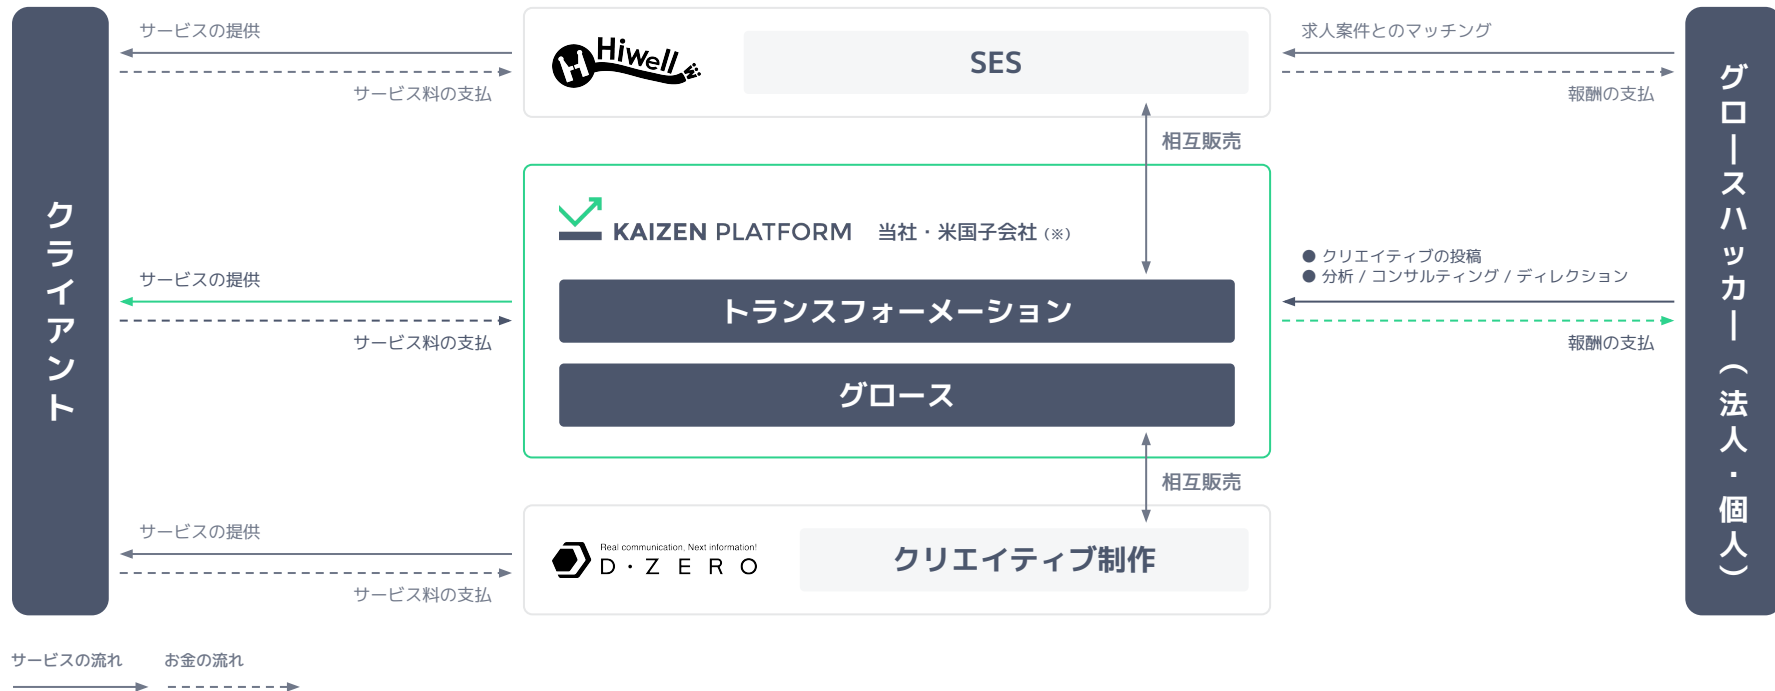 クライアント
サービスの提供
サービス料の支払
Hiwell
SES
求人案件とのマッチング
報酬の支払
相互販売
サービスの提供
サービス料の支払
KAIZEN PLATFORM 当社・米国子会社(※)
トランスフォーメーション
グロース
● クリエイティブの投稿
● 分析 / コンサルティング / ディレクション
報酬の支払
相互販売
サービスの提供
サービス料の支払
Real communication, Next information!
D・ZERO
クリエイティブ制作
グロースハッカー(法人・個人)
サービスの流れ
お金の流れ